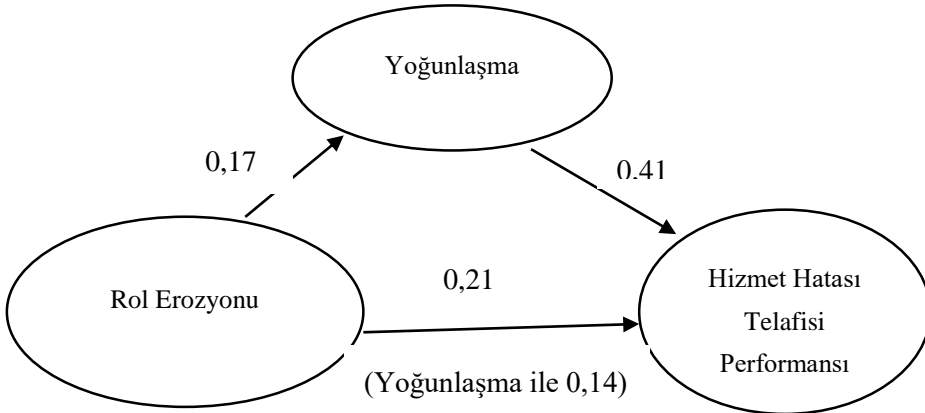 Yoğunlaşma
0,17
0,41
Rol Erozyonu
0,21
Hizmet Hatası
Telafisi
Performansı
(Yoğunlaşma ile 0,14)